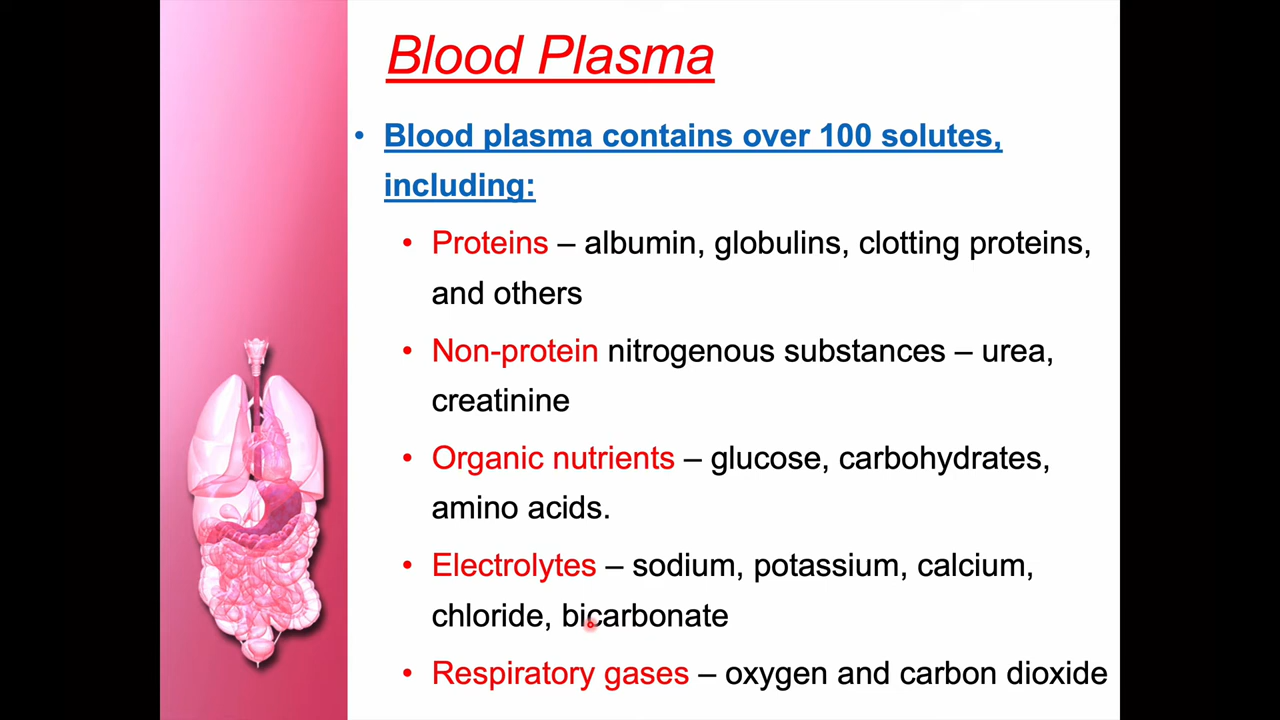 Blood Plasma
• Blood plasma contains over 100 solutes,
including:
• Proteins – albumin, globulins, clotting proteins,
and others
• Non-protein nitrogenous substances – urea,
creatinine
• Organic nutrients – glucose, carbohydrates,
amino acids.
• Electrolytes – sodium, potassium, calcium,
chloride, bicarbonate
• Respiratory gases – oxygen and carbon dioxide